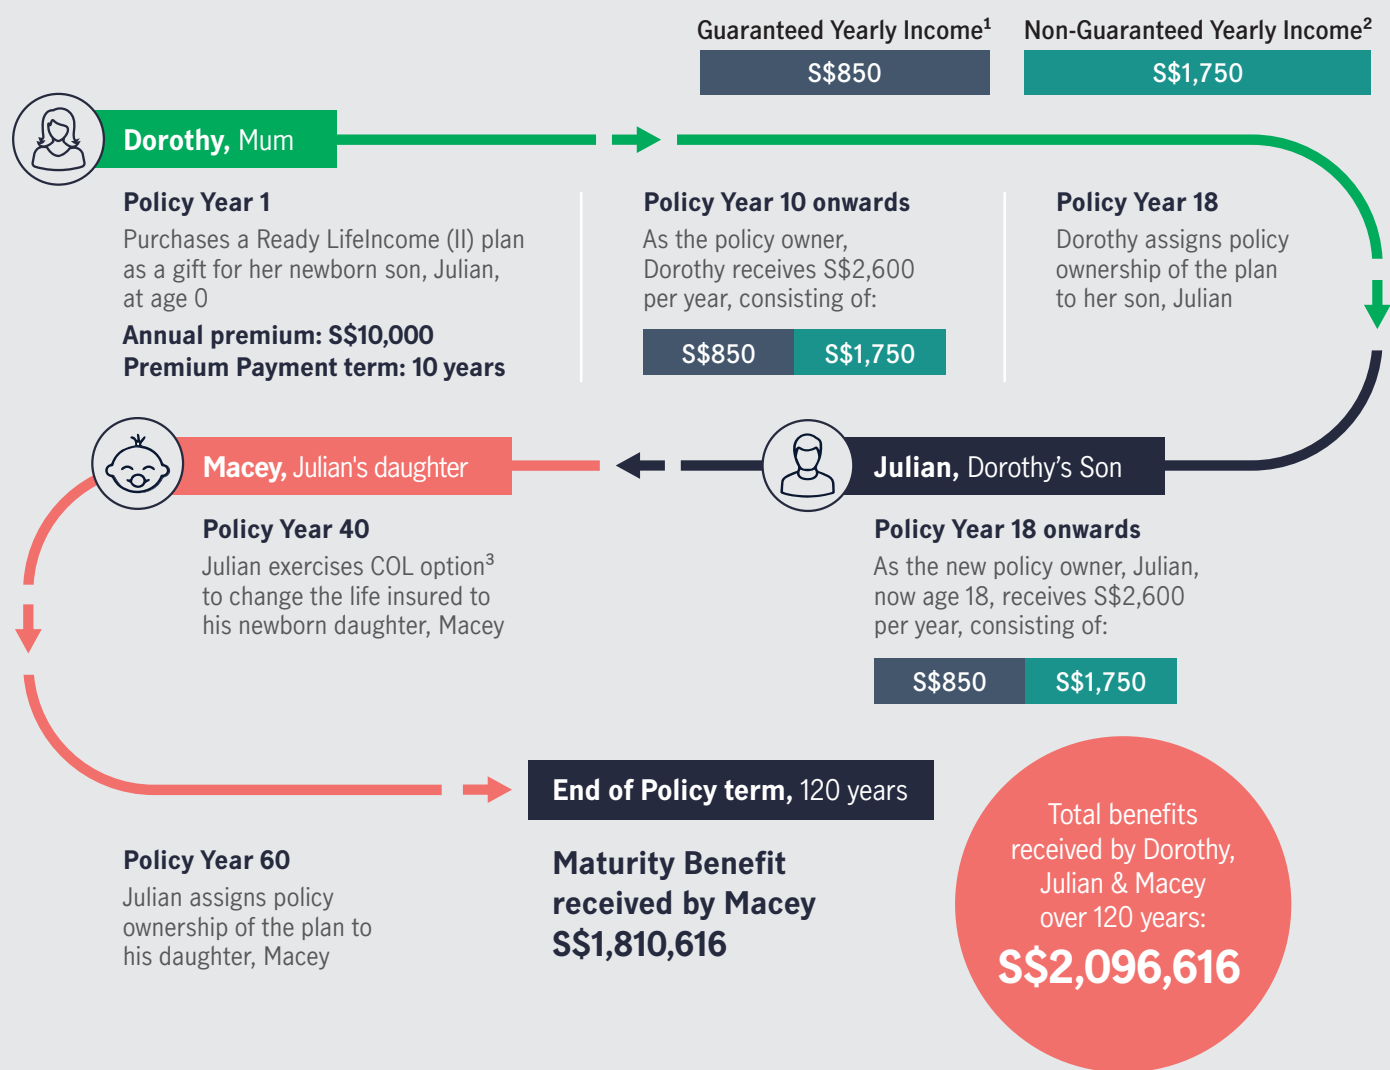 Guaranteed Yearly Income¹
S$850
Non-Guaranteed Yearly Income²
S$1,750
Dorothy, Mum
Policy Year 1
Purchases a Ready LifeIncome (II) plan
as a gift for her newborn son, Julian,
at age 0
Annual premium: S$10,000
Premium Payment term: 10 years
Policy Year 10 onwards
As the policy owner,
Dorothy receives S$2,600
per year, consisting of:
S$850
S$1,750
Policy Year 18
Dorothy assigns policy
ownership of the plan
to her son, Julian
Julian, Dorothy’s Son
Policy Year 18 onwards
As the new policy owner, Julian,
now age 18, receives S$2,600
per year, consisting of:
S$850
S$1,750
Macey, Julian's daughter
Policy Year 40
Julian exercises COL option³
to change the life insured to
his newborn daughter, Macey
Policy Year 60
Julian assigns policy
ownership of the plan to
his daughter, Macey
End of Policy term, 120 years
Maturity Benefit
received by Macey
S$1,810,616
Total benefits
received by Dorothy,
Julian & Macey
over 120 years:
S$2,096,616